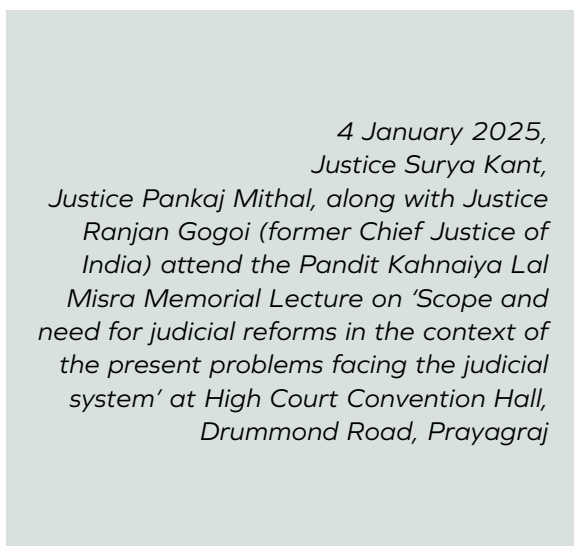 4 January 2025,
Justice Surya Kant,
Justice Pankaj Mithal, along with Justice
Ranjan Gogoi (former Chief Justice of
India) attend the Pandit Kahnaiya Lal
Misra Memorial Lecture on ‘Scope and
need for judicial reforms in the context of
the present problems facing the judicial
system’ at High Court Convention Hall,
Drummond Road, Prayagraj